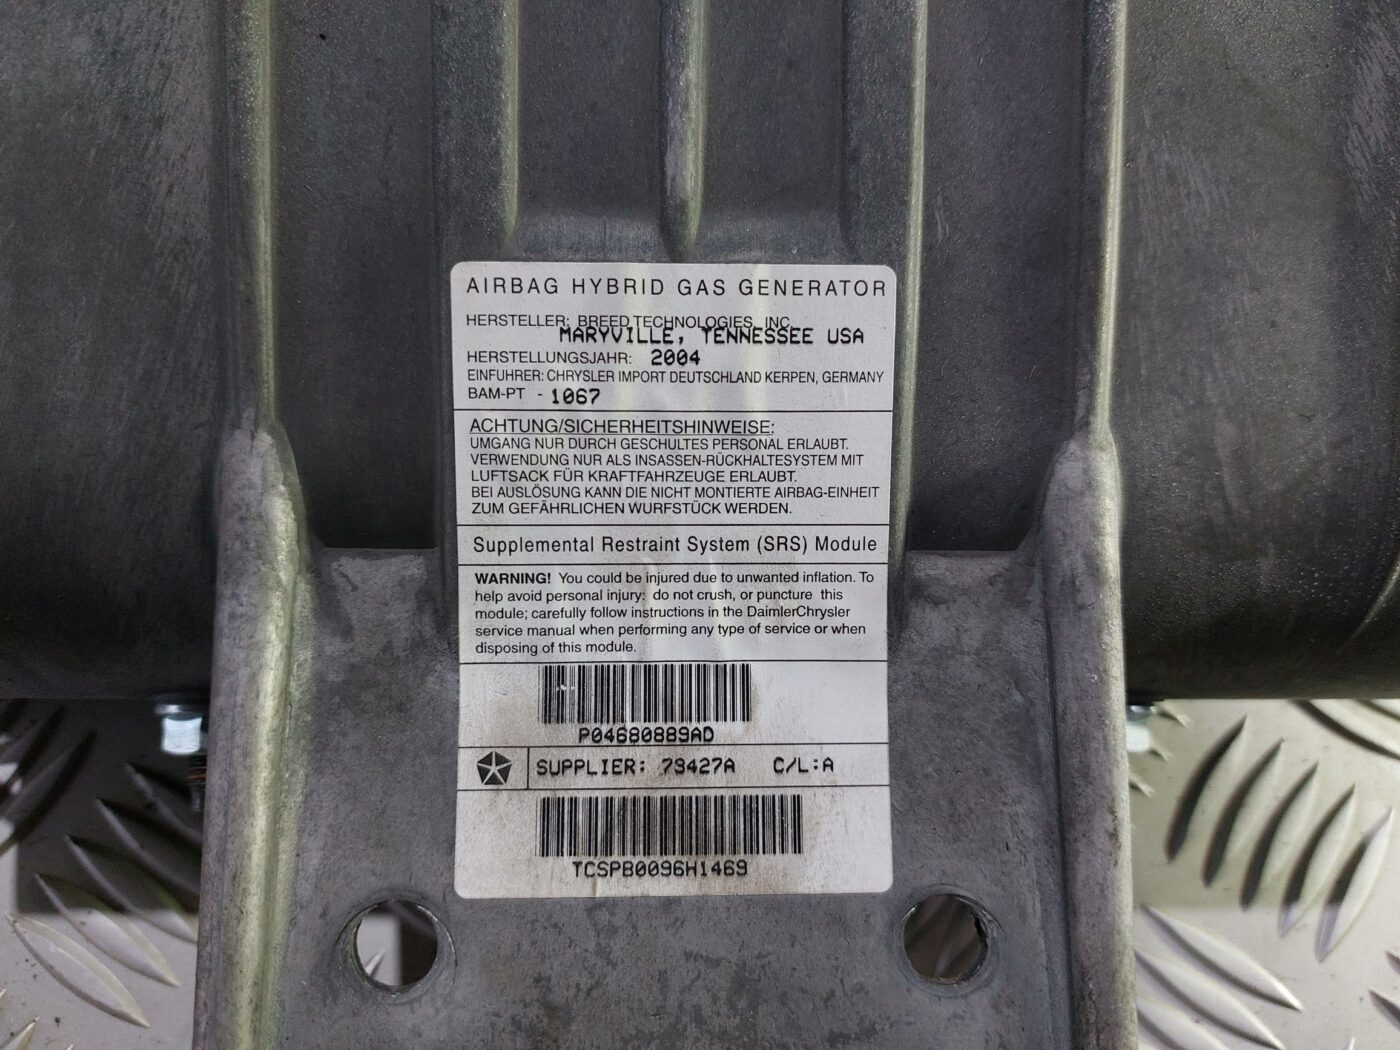 AIRBAG HYBRID GAS GENERATOR
HERSTELLER: BREED TECHNOLOGIES, INC.
MARYVILLE, TENNESSEE USA
HERSTELLUNGSJAHR: 2004
EINFUHRER: CHRYSLER IMPORT DEUTSCHLAND KERPEN, GERMANY
BAM-PT - 1067
ACHTUNG/SICHERHEITSHINWEISE:
UMGANG NUR DURCH GESCHULTES PERSONAL ERLAUBT.
VERWENDUNG NUR ALS INSASSEN-RÜCKHALTESYSTEM MIT
LUFTSACK FÜR KRAFTFAHRZEUGE ERLAUBT.
BEI AUSLÖSUNG KANN DIE NICHT MONTIERTE AIRBAG-EINHEIT
ZUM GEFÄHRLICHEN WURFSTÜCK WERDEN.
Supplemental Restraint System (SRS) Module
WARNING! You could be injured due to unwanted inflation. To
help avoid personal injury: do not crush, or puncture this
module; carefully follow instructions in the DaimlerChrysler
service manual when performing any type of service or when
disposing of this module.
P04680889AD
SUPPLIER: 79427A C/L:A
TCSPB0096H1469